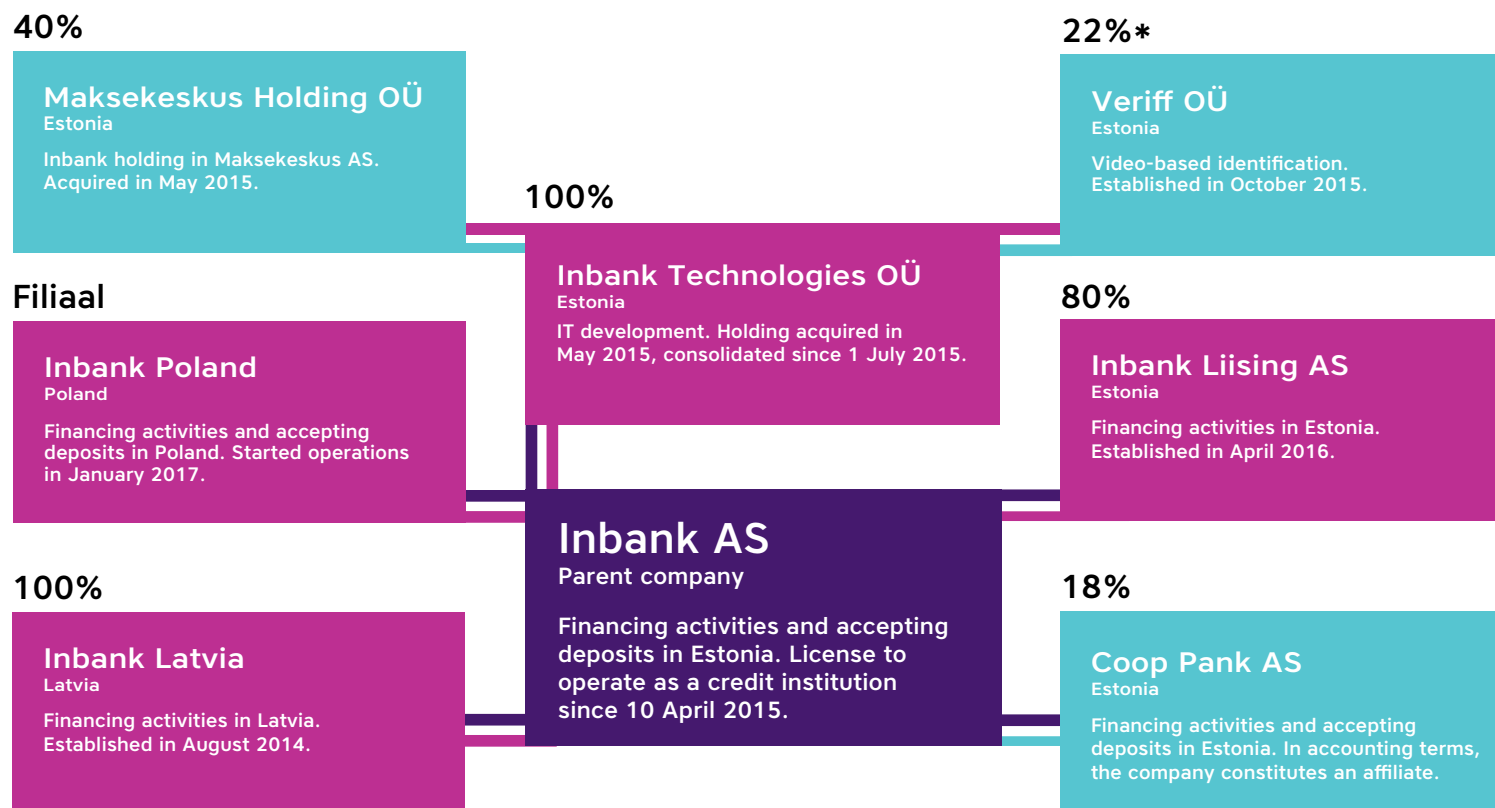 40%
Maksekeskus Holding OÜ
Estonia
Inbank holding in Maksekeskus AS.
Acquired in May 2015.
22%*
Veriff OÜ
Estonia
Video-based identification.
Established in October 2015.
100%
Inbank Technologies OÜ
Estonia
IT development. Holding acquired in
May 2015, consolidated since 1 July 2015.
Filiaal
Inbank Poland
Poland
Financing activities and accepting
deposits in Poland. Started operations
in January 2017.
80%
Inbank Liising AS
Estonia
Financing activities in Estonia.
Established in April 2016.
Inbank AS
Parent company
Financing activities and accepting
deposits in Estonia. License to
operate as a credit institution
since 10 April 2015.
100%
Inbank Latvia
Latvia
Financing activities in Latvia.
Established in August 2014.
18%
Coop Pank AS
Estonia
Financing activities and accepting
deposits in Estonia. In accounting terms,
the company constitutes an affiliate.